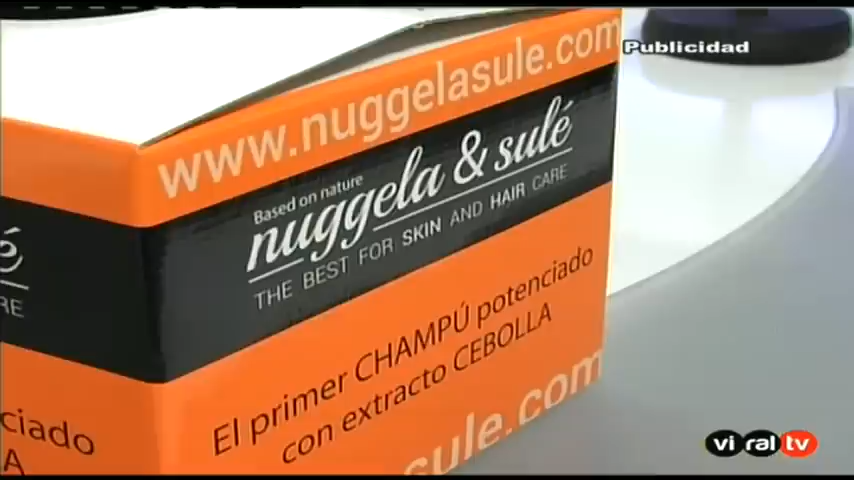 Publicidad
www.nuggelasule.com
Based on nature
nuggela & sulé
THE BEST FOR SKIN AND HAIR CARE
El primer CHAMPÚ potenciado
con extracto CEBOLLA
sule.com
é
RE
ciado
A
viral tv